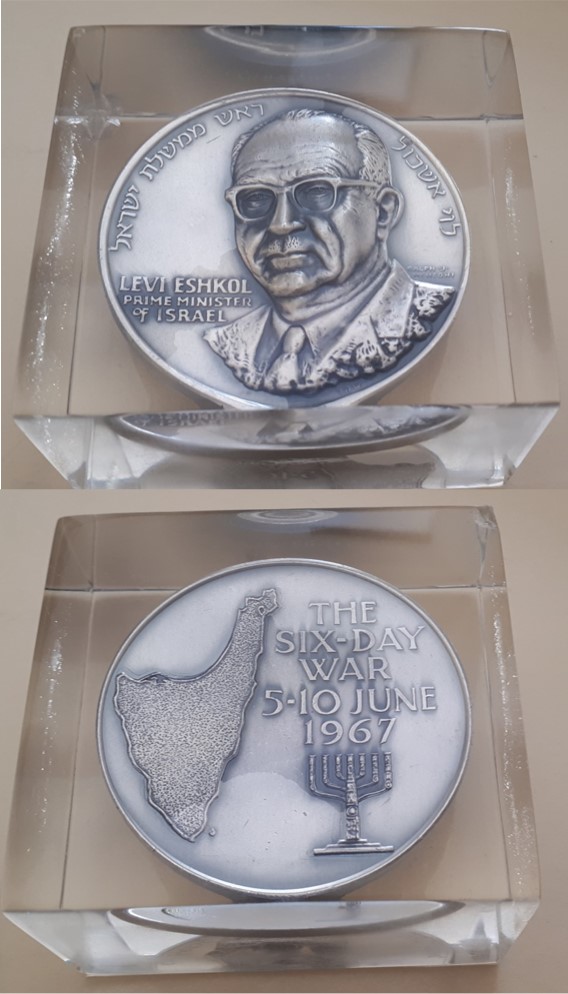 ראש ממשלת ישראל
לוי אשכול
LEVI ESHKOL
PRIME MINISTER
of ISRAEL
THE
SIX-DAY
WAR
5-10 JUNE
1967